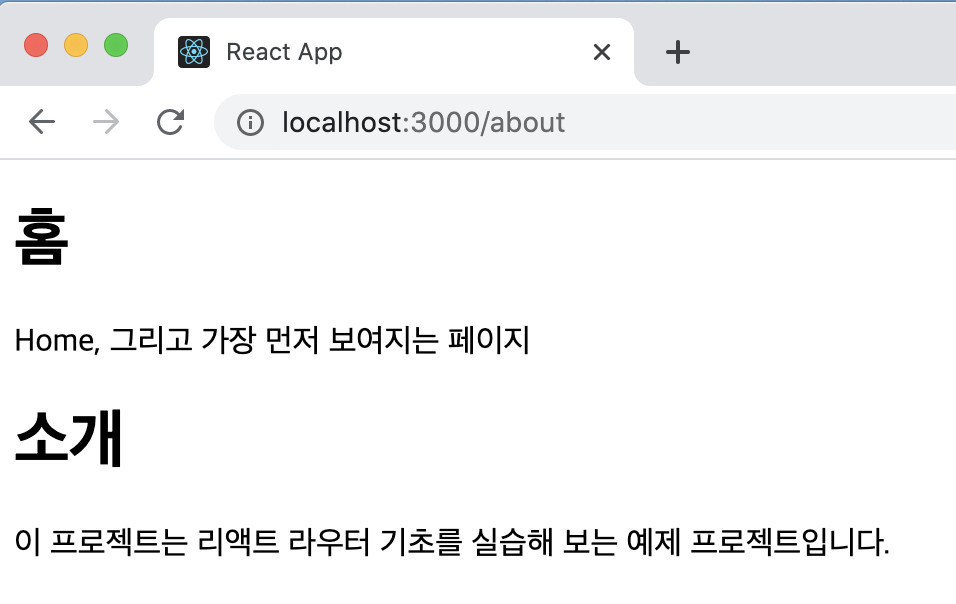 React App
localhost:3000/about
홈
Home, 그리고 가장 먼저 보여지는 페이지
소개
이 프로젝트는 리액트 라우터 기초를 실습해 보는 예제 프로젝트입니다.